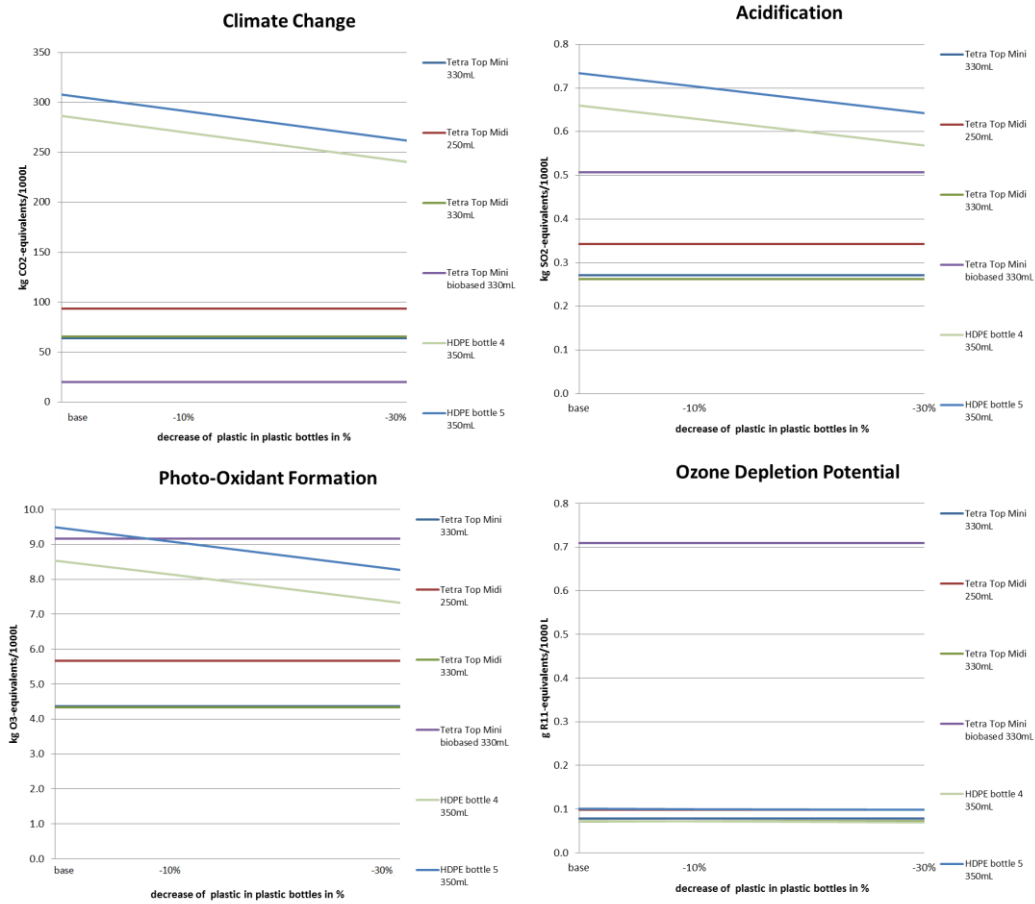 Climate Change
350
300
250
200
150
100
50
0
kg CO2-equivalents/1000L
base
-10%
-30%
decrease of plastic in plastic bottles in %
Tetra Top Mini
330mL
Tetra Top Midi
250mL
Tetra Top Midi
330mL
Tetra Top Mini
biobased 330mL
HDPE bottle 4
350mL
HDPE bottle 5
350mL
Acidification
0.8
0.7
0.6
0.5
0.4
0.3
0.2
0.1
0.0
kg SO2-equivalents/1000L
base
-10%
-30%
decrease of plastic in plastic bottles in %
Tetra Top Mini
330mL
Tetra Top Midi
250mL
Tetra Top Midi
330mL
Tetra Top Mini
biobased 330mL
HDPE bottle 4
350mL
HDPE bottle 5
350mL
Photo-Oxidant Formation
10.0
9.0
8.0
7.0
6.0
5.0
4.0
3.0
2.0
1.0
0.0
kg O3-equivalents/1000L
base
-10%
-30%
decrease of plastic in plastic bottles in %
Tetra Top Mini
330mL
Tetra Top Midi
250mL
Tetra Top Midi
330mL
Tetra Top Mini
biobased 330mL
HDPE bottle 4
350mL
HDPE bottle 5
350mL
Ozone Depletion Potential
0.8
0.7
0.6
0.5
0.4
0.3
0.2
0.1
0.0
g R11-equivalents/1000L
base
-10%
-30%
decrease of plastic in plastic bottles in %
Tetra Top Mini
330mL
Tetra Top Midi
250mL
Tetra Top Midi
330mL
Tetra Top Mini
biobased 330mL
HDPE bottle 4
350mL
HDPE bottle 5
350mL